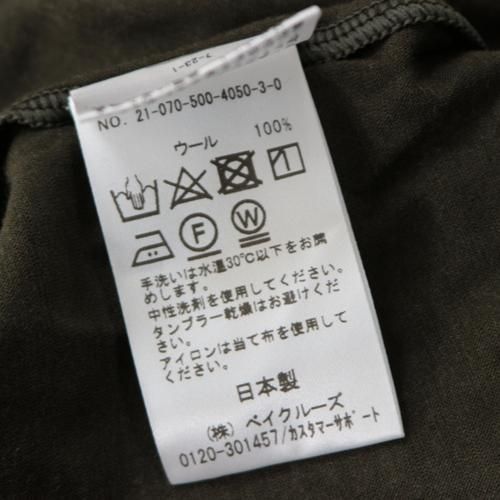 NO. 21-070-500-4050-3-0
ウール 100%
F W
手洗いは水温30℃以下をお薦
めします。
中性洗剤を使用してください。
タンブラー乾燥はお避けくだ
さい。
アイロンは当て布を使用して
ください。
日本製
(株) ベイクルーズ
0120-301457/カスタマーサポート